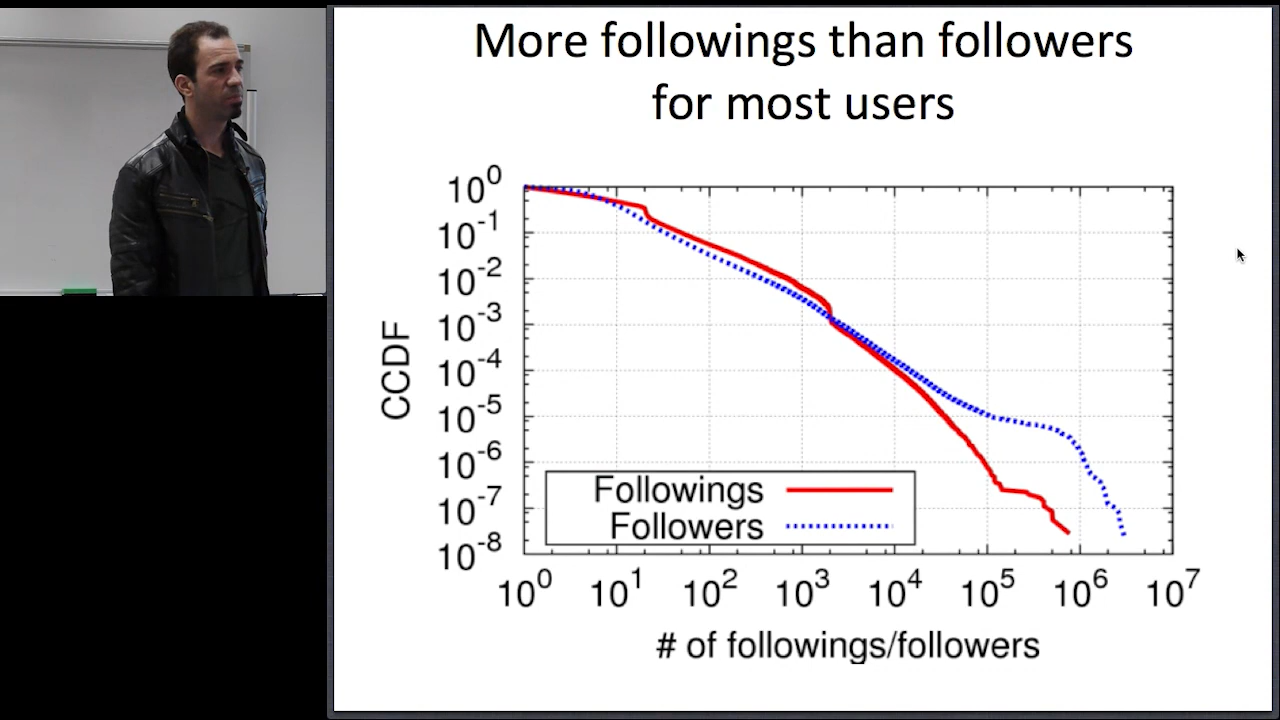 More followings than followers
for most users
10^0
10^-1
10^-2
10^-3
10^-4
10^-5
10^-6
10^-7
10^-8
CCDF
Followings
Followers
10^0 10^1 10^2 10^3 10^4 10^5 10^6 10^7
# of followings/followers